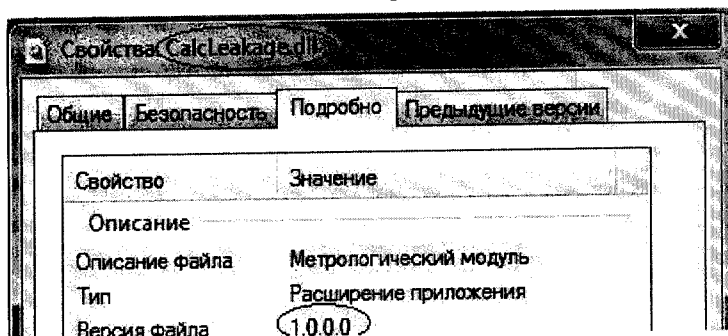 Свойства: CalcLeakage.dll
Общие Безопасность Подробно Предыдущие версии
Свойство Значение
Описание
Описание файла Метрологический модуль
Тип Расширение приложения
Версия файла 1.0.0.0